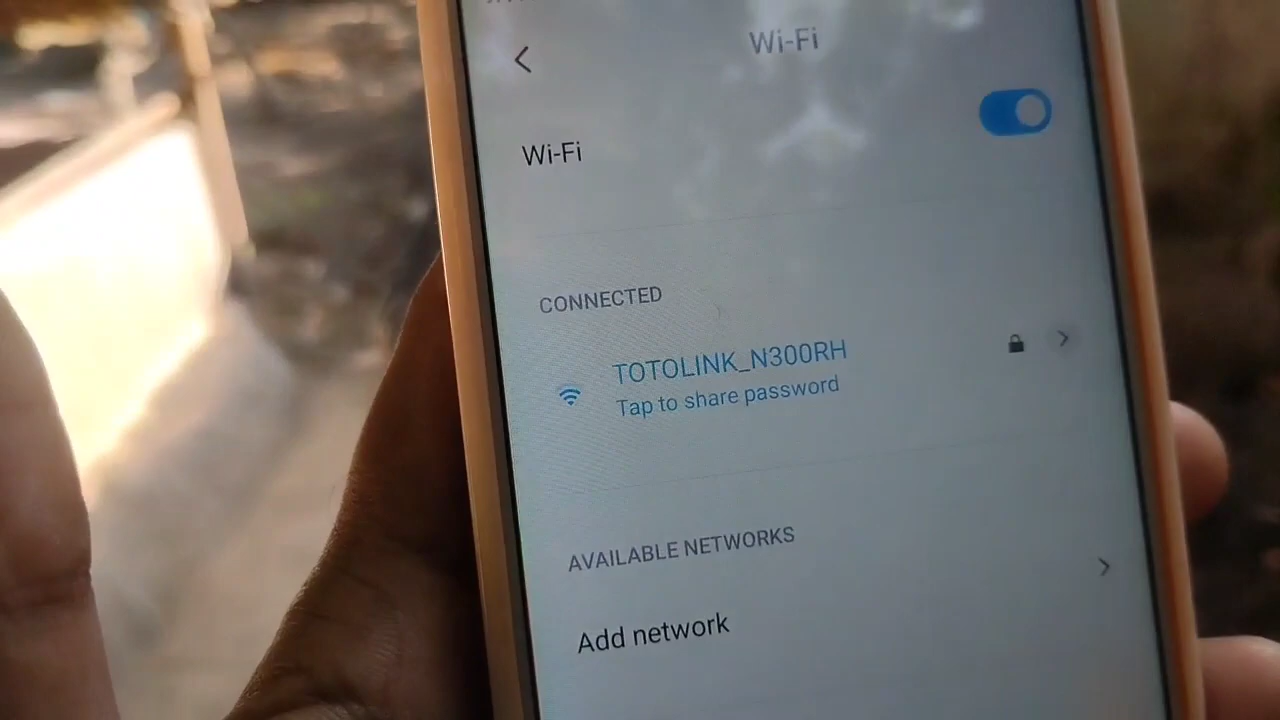 Wi-Fi
Wi-Fi
CONNECTED
TOTOLINK_N300RH
Tap to share password
AVAILABLE NETWORKS
Add network